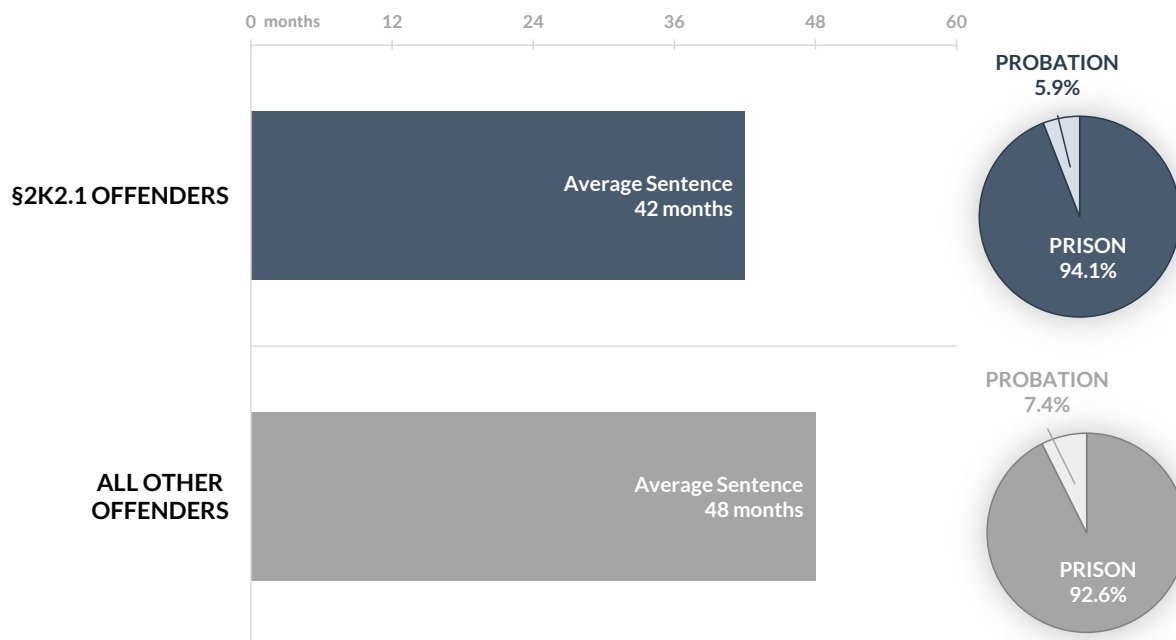 0 months 12 24 36 48 60
PROBATION
5.9%
§2K2.1 OFFENDERS
Average Sentence
42 months
PRISON
94.1%
PROBATION
7.4%
ALL OTHER
OFFENDERS
Average Sentence
48 months
PRISON
92.6%